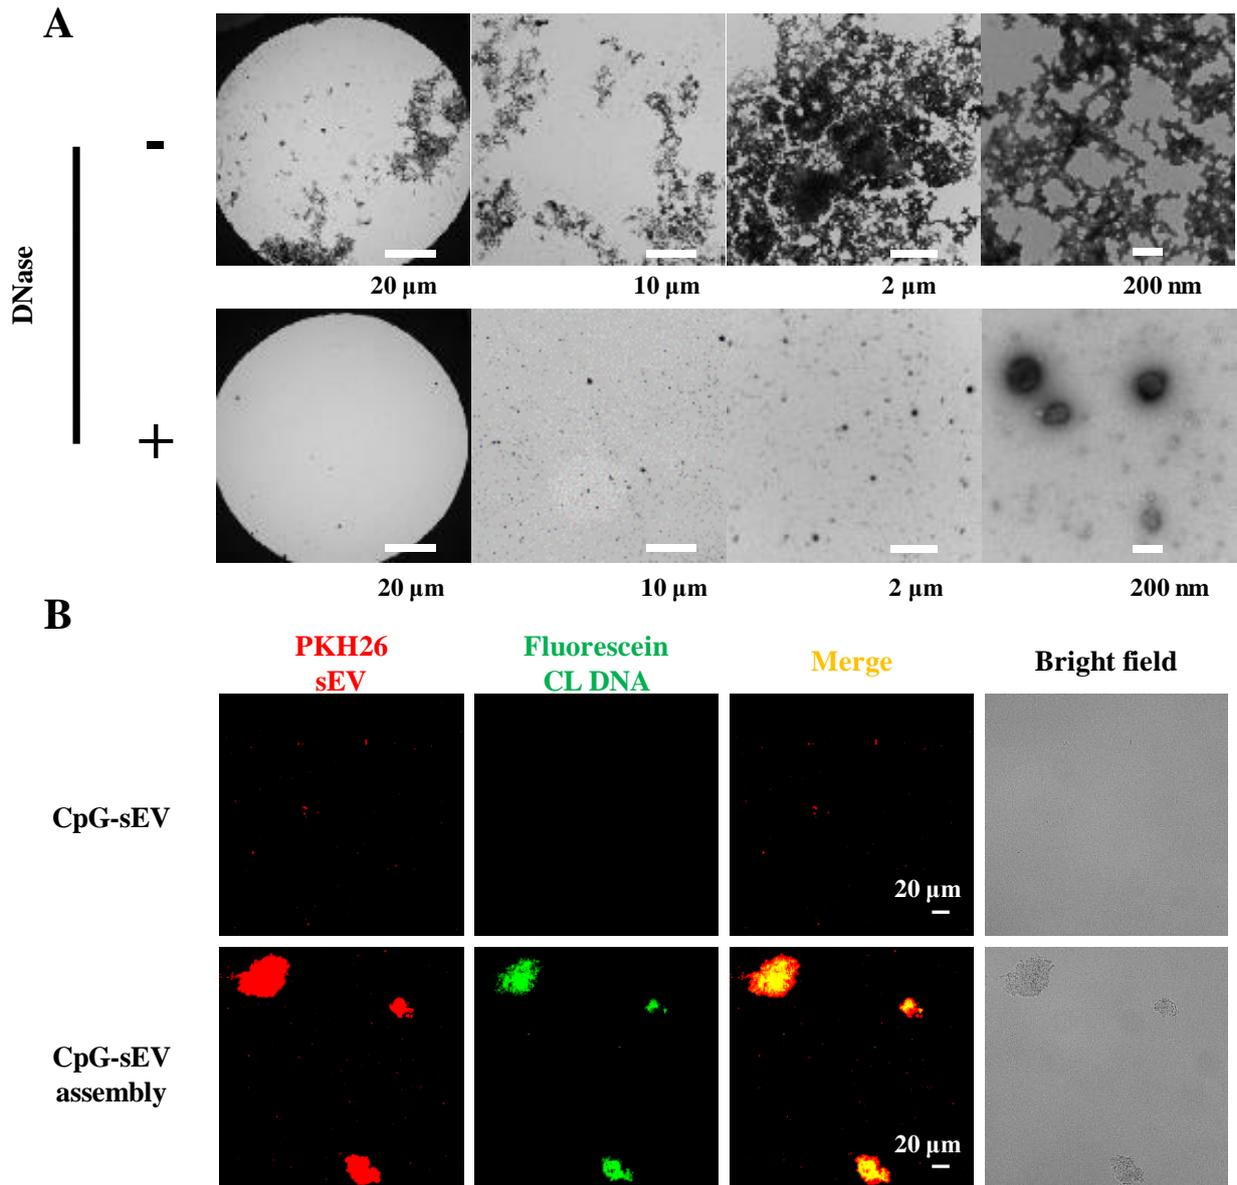 A
-
20 μm
10 μm
2 μm
200 nm
DNase
+
20 μm
10 μm
2 μm
200 nm
B
PKH26
sEV
Fluorescein
CL DNA
Merge
Bright field
CpG-sEV
20 μm
CpG-sEV
assembly
20 μm